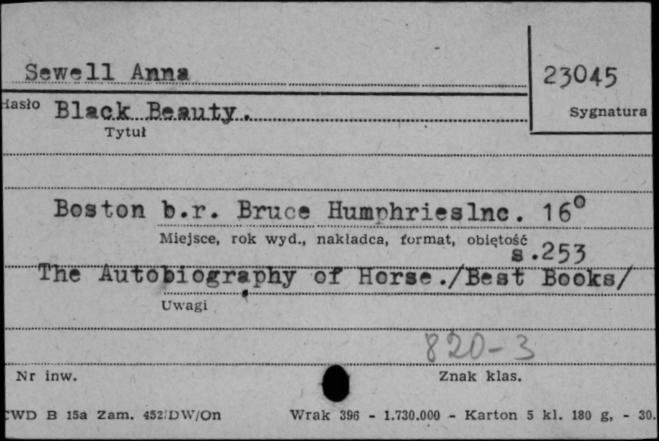 Sewell Anna
23045
Hasło Black Beauty.
Sygnatura
Tytuł
Boston b.r. Bruce Humphrieslnc. 16°
Miejsce, rok wyd., nakładca, format, objętość
s.253
The Autobiography of Horse./Best Books/
Uwagi
820-3
Nr inw.
Znak klas.
CWD B 15a Zam. 452/DW/On Wrak 396 - 1.730.000 - Karton 5 kl. 180 g, - 30.